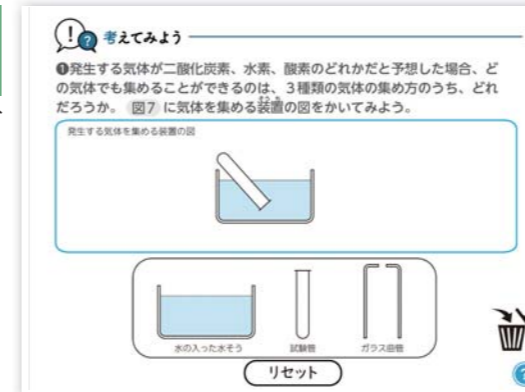 考えてみよう
❶発生する気体が二酸化炭素、水素、酸素のどれかだと予想した場合、ど
の気体でも集めることができるのは、3種類の気体の集め方のうち、どれ
だろうか。 図7 に気体を集める装置の図をかいてみよう。
発生する気体を集める装置の図
水の入った水そう 試験管 ガラス曲管
リセット